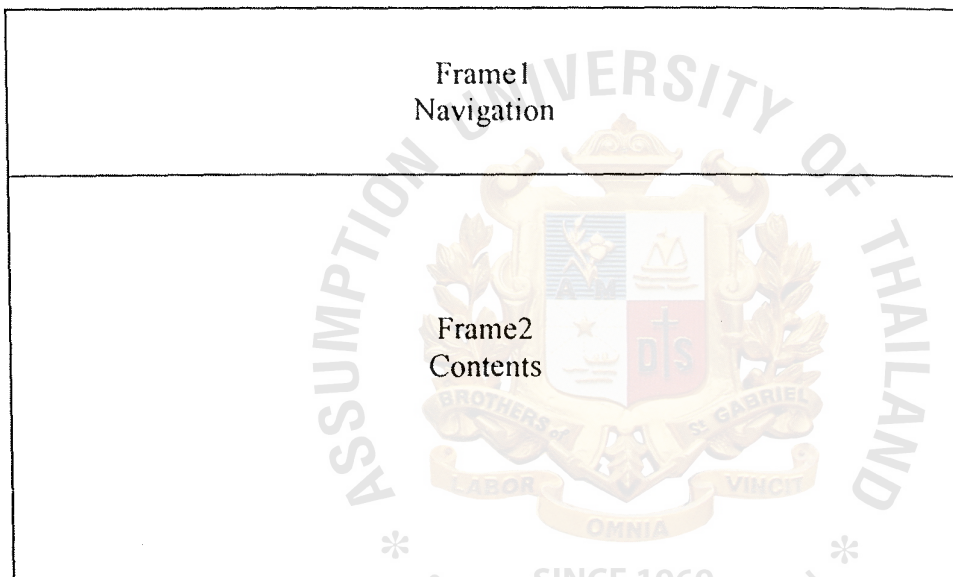 Frame1
Navigation
Frame2
Contents
ASSUMPTION UNIVERSITY OF THAILAND
A M
D S
BROTHERS of St GABRIEL
LABOR OMNIA VINCIT
* *
SINCE 1969